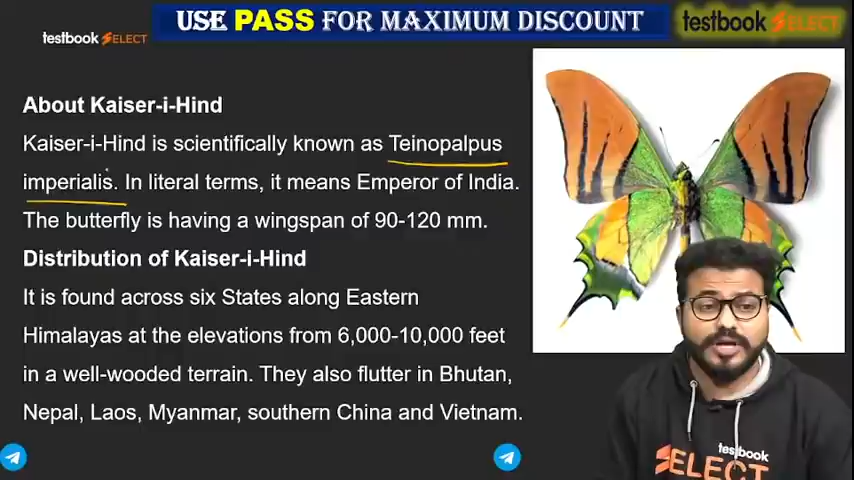 USE PASS FOR MAXIMUM DISCOUNT
testbook SELECT
testbook SELECT
About Kaiser-i-Hind
Kaiser-i-Hind is scientifically known as Teinopalpus
imperialis. In literal terms, it means Emperor of India.
The butterfly is having a wingspan of 90-120 mm.
Distribution of Kaiser-i-Hind
It is found across six States along Eastern
Himalayas at the elevations from 6,000-10,000 feet
in a well-wooded terrain. They also flutter in Bhutan,
Nepal, Laos, Myanmar, southern China and Vietnam.
testbook
SELECT